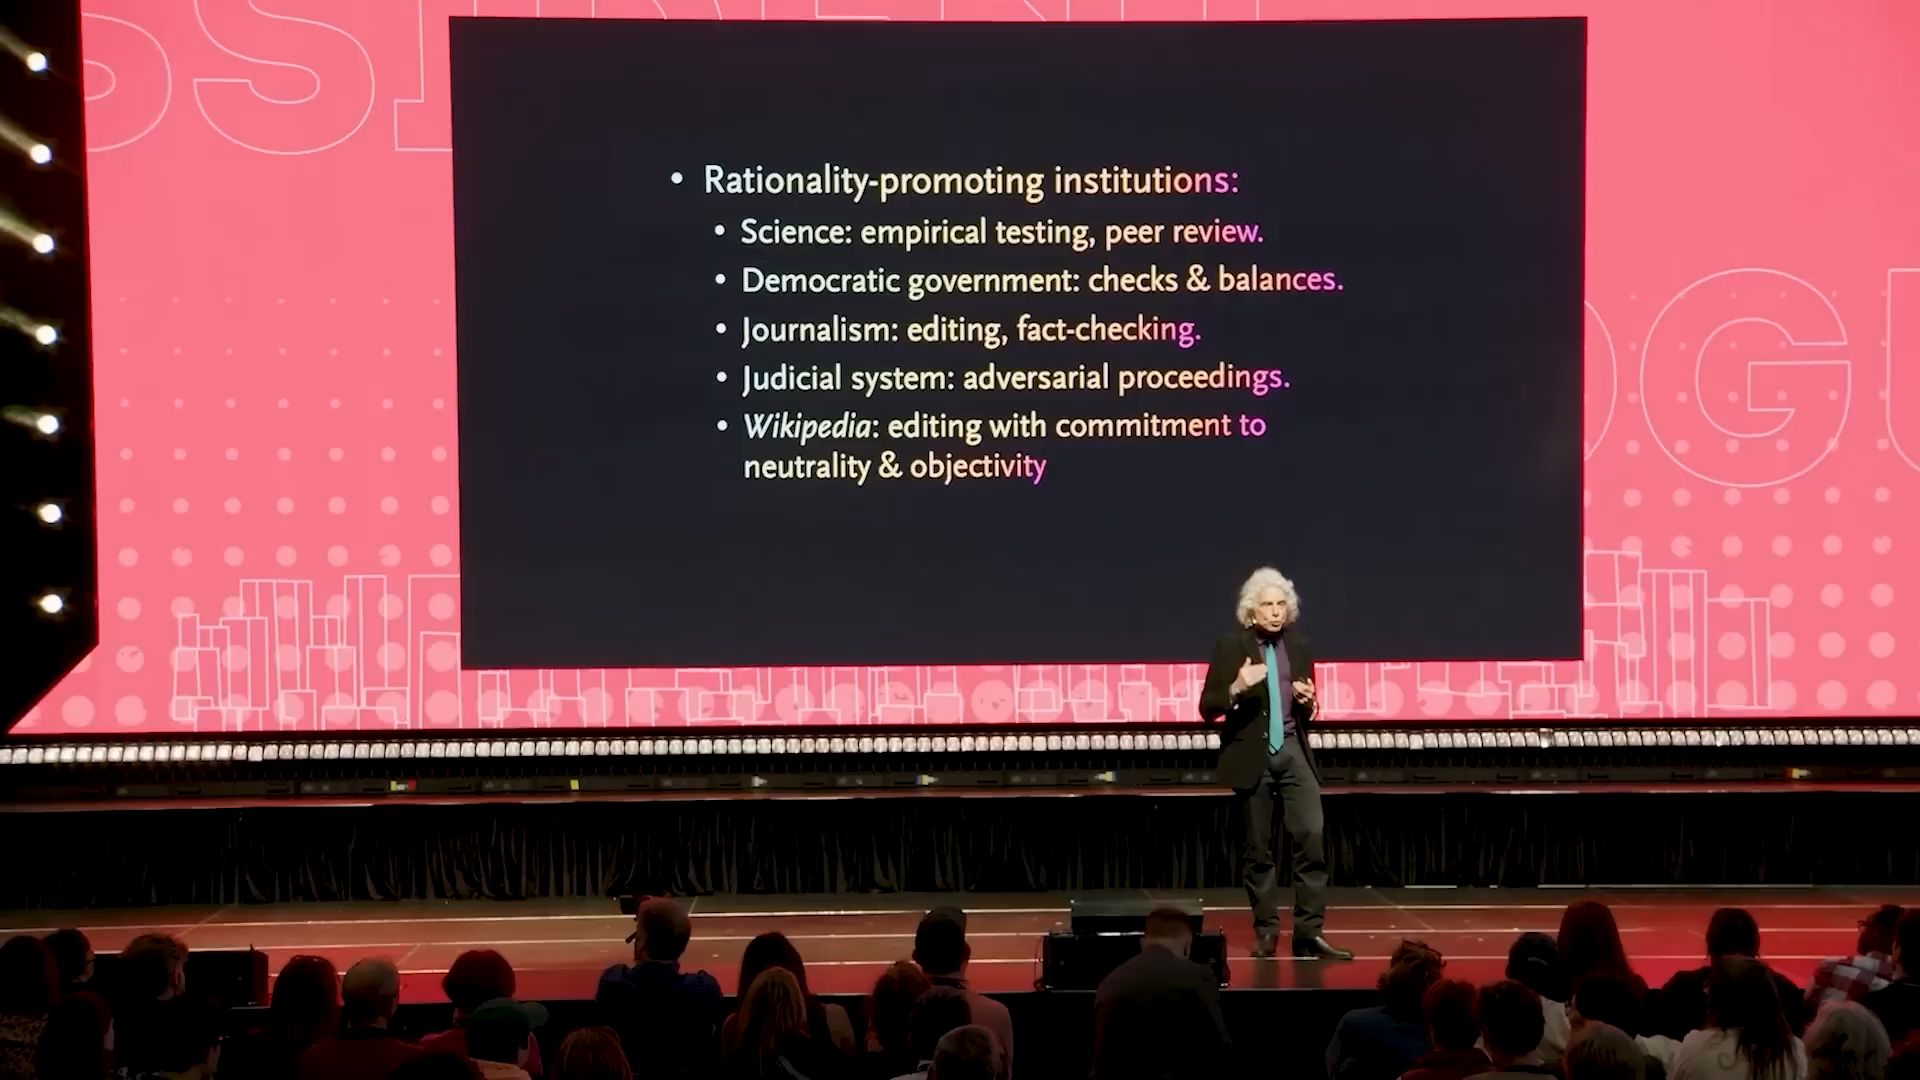 • Rationality-promoting institutions:
• Science: empirical testing, peer review.
• Democratic government: checks & balances.
• Journalism: editing, fact-checking.
• Judicial system: adversarial proceedings.
• Wikipedia: editing with commitment to
neutrality & objectivity